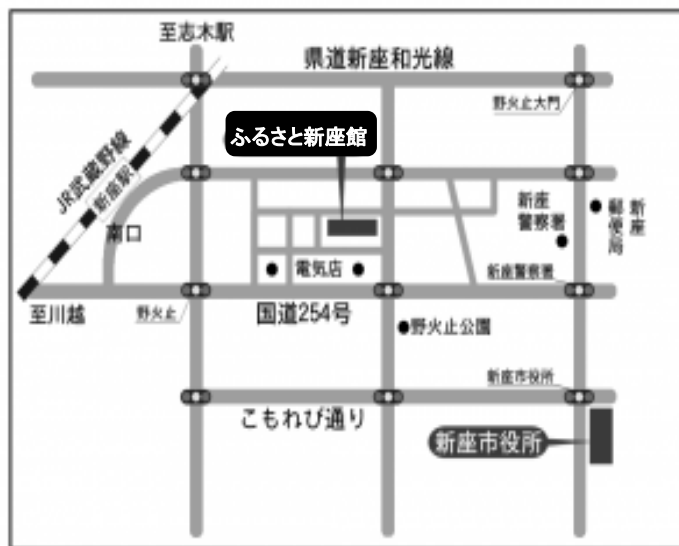 至志木駅
県道新座和光線
野火止大門
ふるさと新座館
JR武蔵野線
新座駅
南口
新座
警察署
新座
郵便局
電気店
新座警察署
至川越
野火止
国道254号
野火止公園
新座市役所
こもれび通り
新座市役所